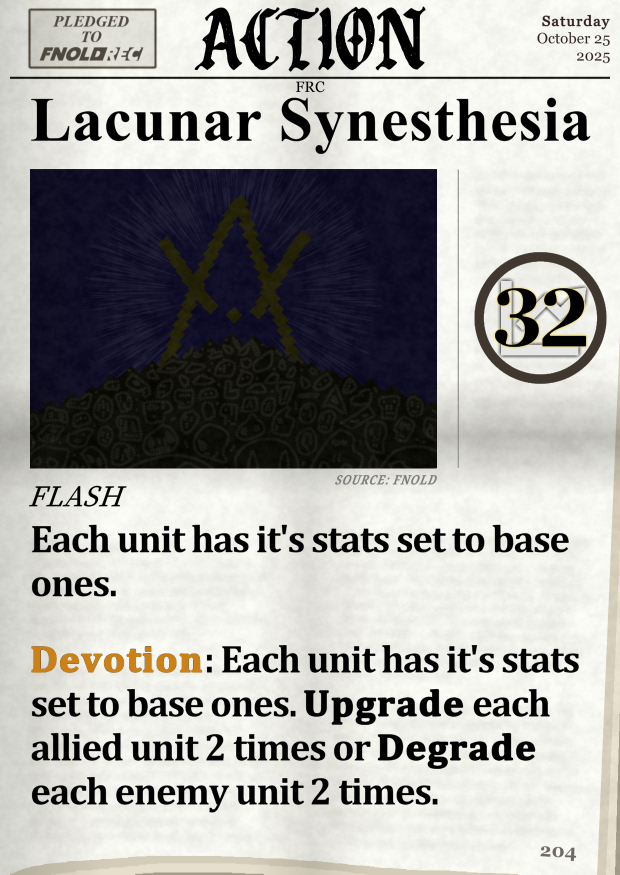 PLEDGED
TO
FNOLD REC
ACTION
Saturday
October 25
2025
FRC
Lacunar Synesthesia
32
SOURCE: FNOLD
FLASH
Each unit has it's stats set to base
ones.
Devotion: Each unit has it's stats
set to base ones. Upgrade each
allied unit 2 times or Degrade
each enemy unit 2 times.
204